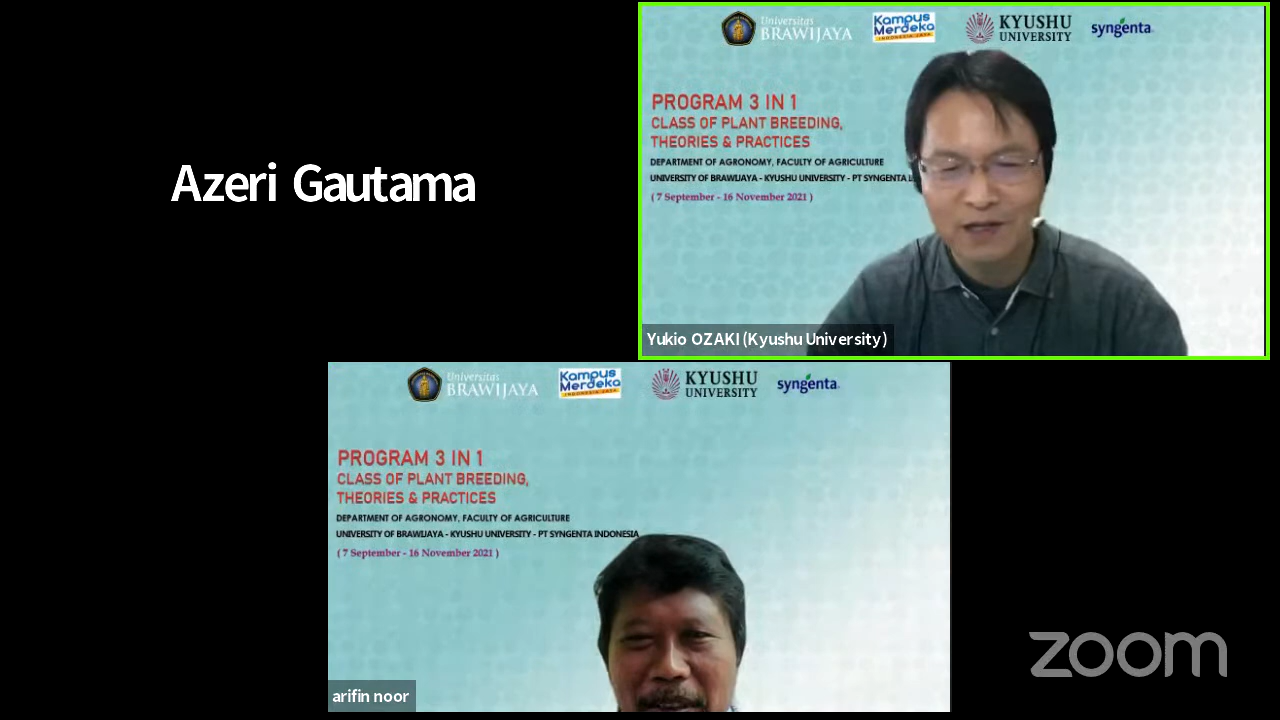 Azeri Gautama
Universitas
BRAWIJAYA
Kampus
Merdeka
INDONESIA JAYA
KYUSHU
UNIVERSITY
syngenta
PROGRAM 3 IN 1
CLASS OF PLANT BREEDING,
THEORIES & PRACTICES
DEPARTMENT OF AGRONOMY, FACULTY OF AGRICULTURE
UNIVERSITY OF BRAWIJAYA - KYUSHU UNIVERSITY - PT SYNGENTA
( 7 September - 16 November 2021 )
Yukio OZAKI (Kyushu University)
Universitas
BRAWIJAYA
Kampus
Merdeka
INDONESIA JAYA
KYUSHU
UNIVERSITY
syngenta
PROGRAM 3 IN 1
CLASS OF PLANT BREEDING,
THEORIES & PRACTICES
DEPARTMENT OF AGRONOMY, FACULTY OF AGRICULTURE
UNIVERSITY OF BRAWIJAYA - KYUSHU UNIVERSITY - PT SYNGENTA INDONESIA
( 7 September - 16 November 2021 )
arifin noor
zoom